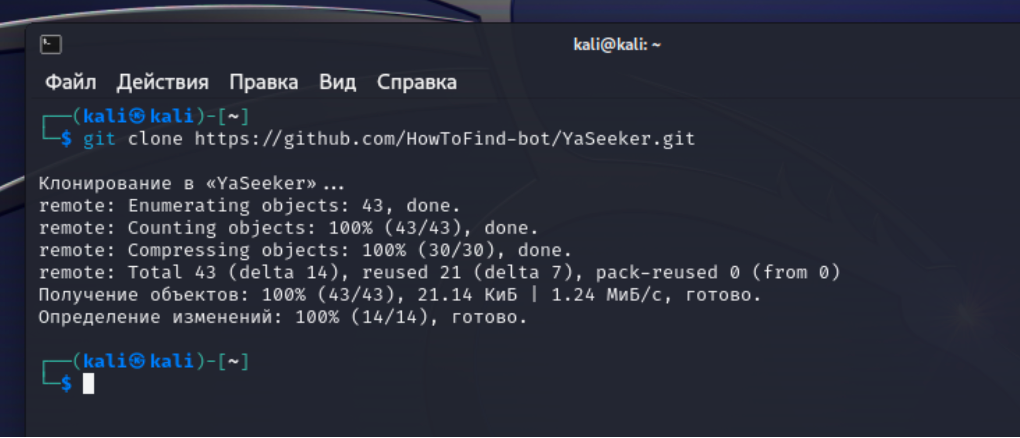 kali@kali: ~
Файл Действия Правка Вид Справка
┌──(kali㉿kali)-[~]
└─$ git clone https://github.com/HowToFind-bot/YaSeeker.git
Клонирование в «YaSeeker»...
remote: Enumerating objects: 43, done.
remote: Counting objects: 100% (43/43), done.
remote: Compressing objects: 100% (30/30), done.
remote: Total 43 (delta 14), reused 21 (delta 7), pack-reused 0 (from 0)
Получение объектов: 100% (43/43), 21.14 КиБ | 1.24 МиБ/с, готово.
Определение изменений: 100% (14/14), готово.
┌──(kali㉿kali)-[~]
└─$